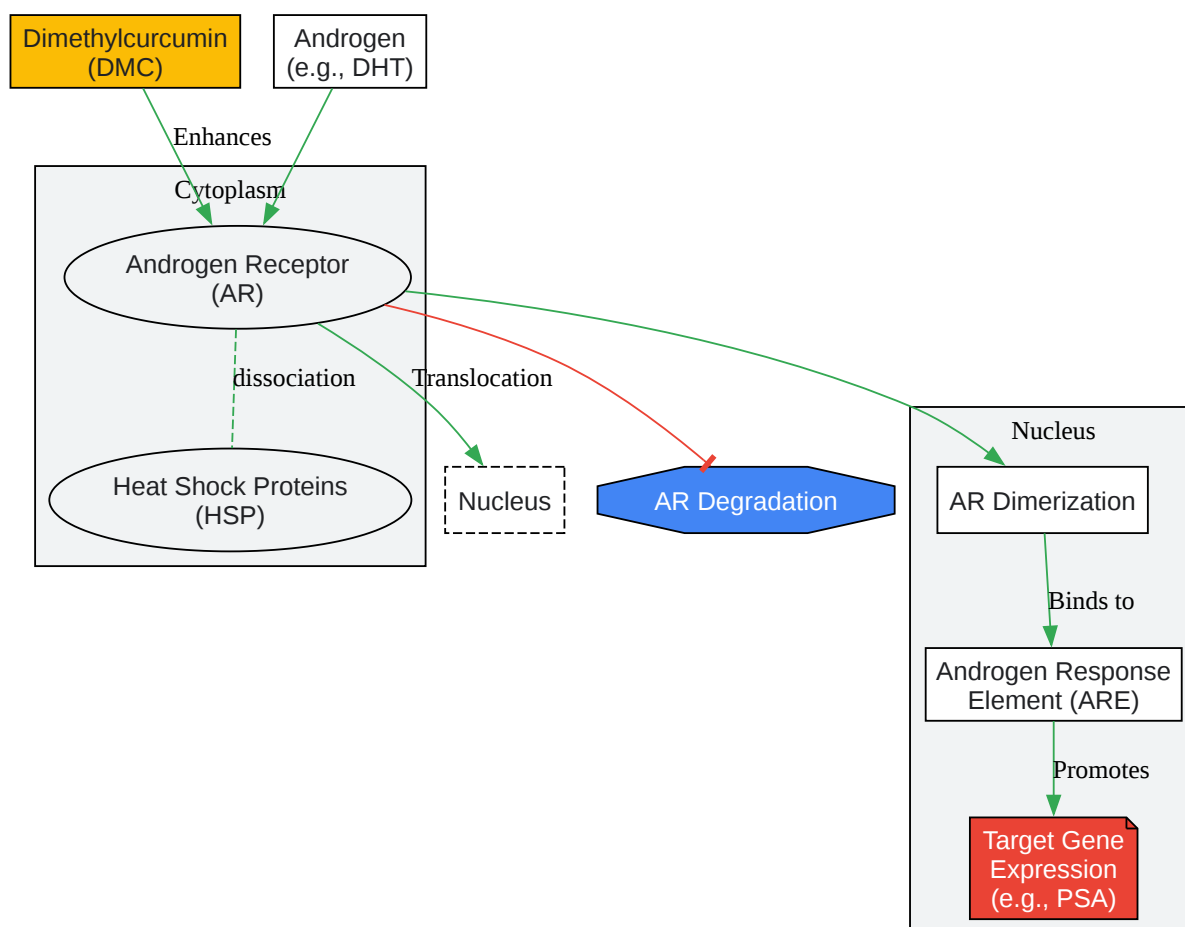 Dimethylcurcumin
(DMC)
Androgen
(e.g., DHT)
Enhances
Cytoplasm
Androgen Receptor
(AR)
dissociation
Translocation
Heat Shock Proteins
(HSP)
Nucleus
AR Degradation
Nucleus
AR Dimerization
Binds to
Androgen Response
Element (ARE)
Promotes
Target Gene
Expression
(e.g., PSA)